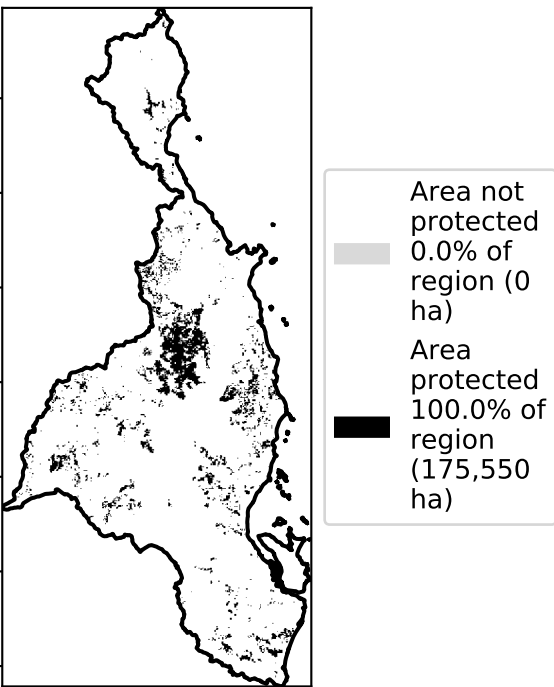 Area not
protected
0.0% of
region (0
ha)
Area
protected
100.0% of
region
(175,550
ha)